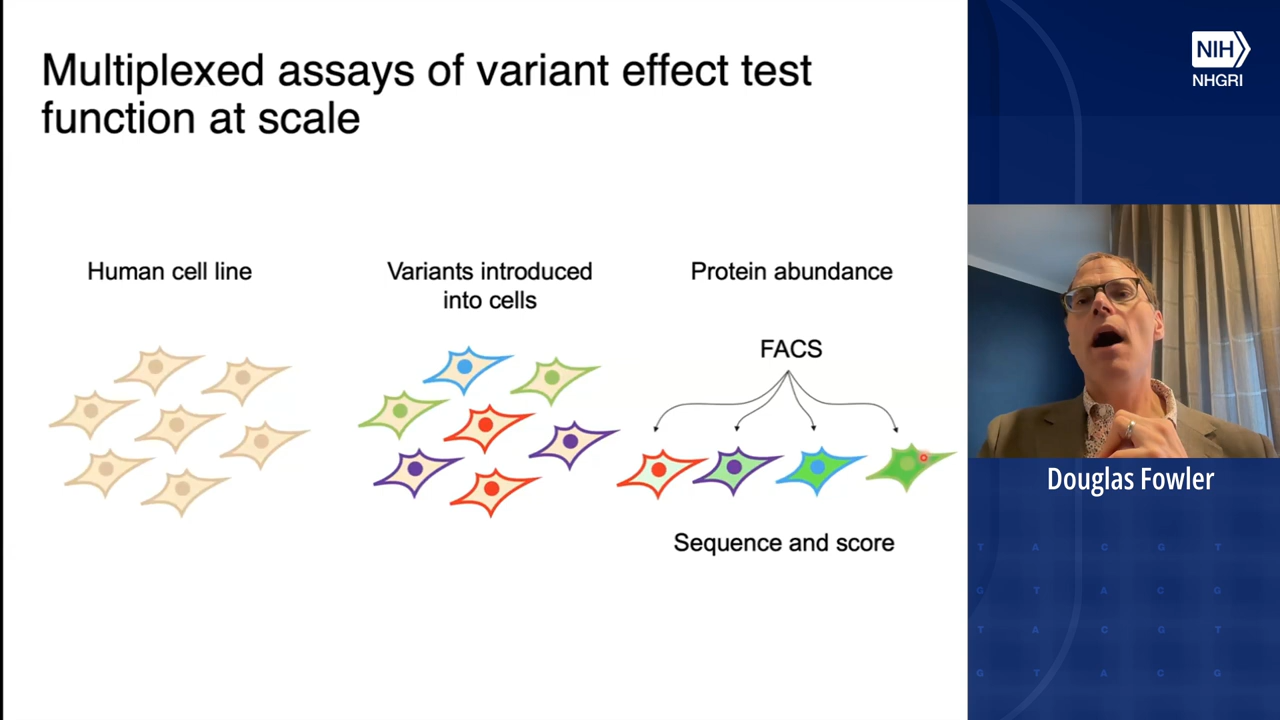 Multiplexed assays of variant effect test
function at scale
Human cell line
Variants introduced
into cells
Protein abundance
FACS
Sequence and score
NIH
NHGRI
Douglas Fowler
T A C G T
G T A C G
T A C G T
G T A C G